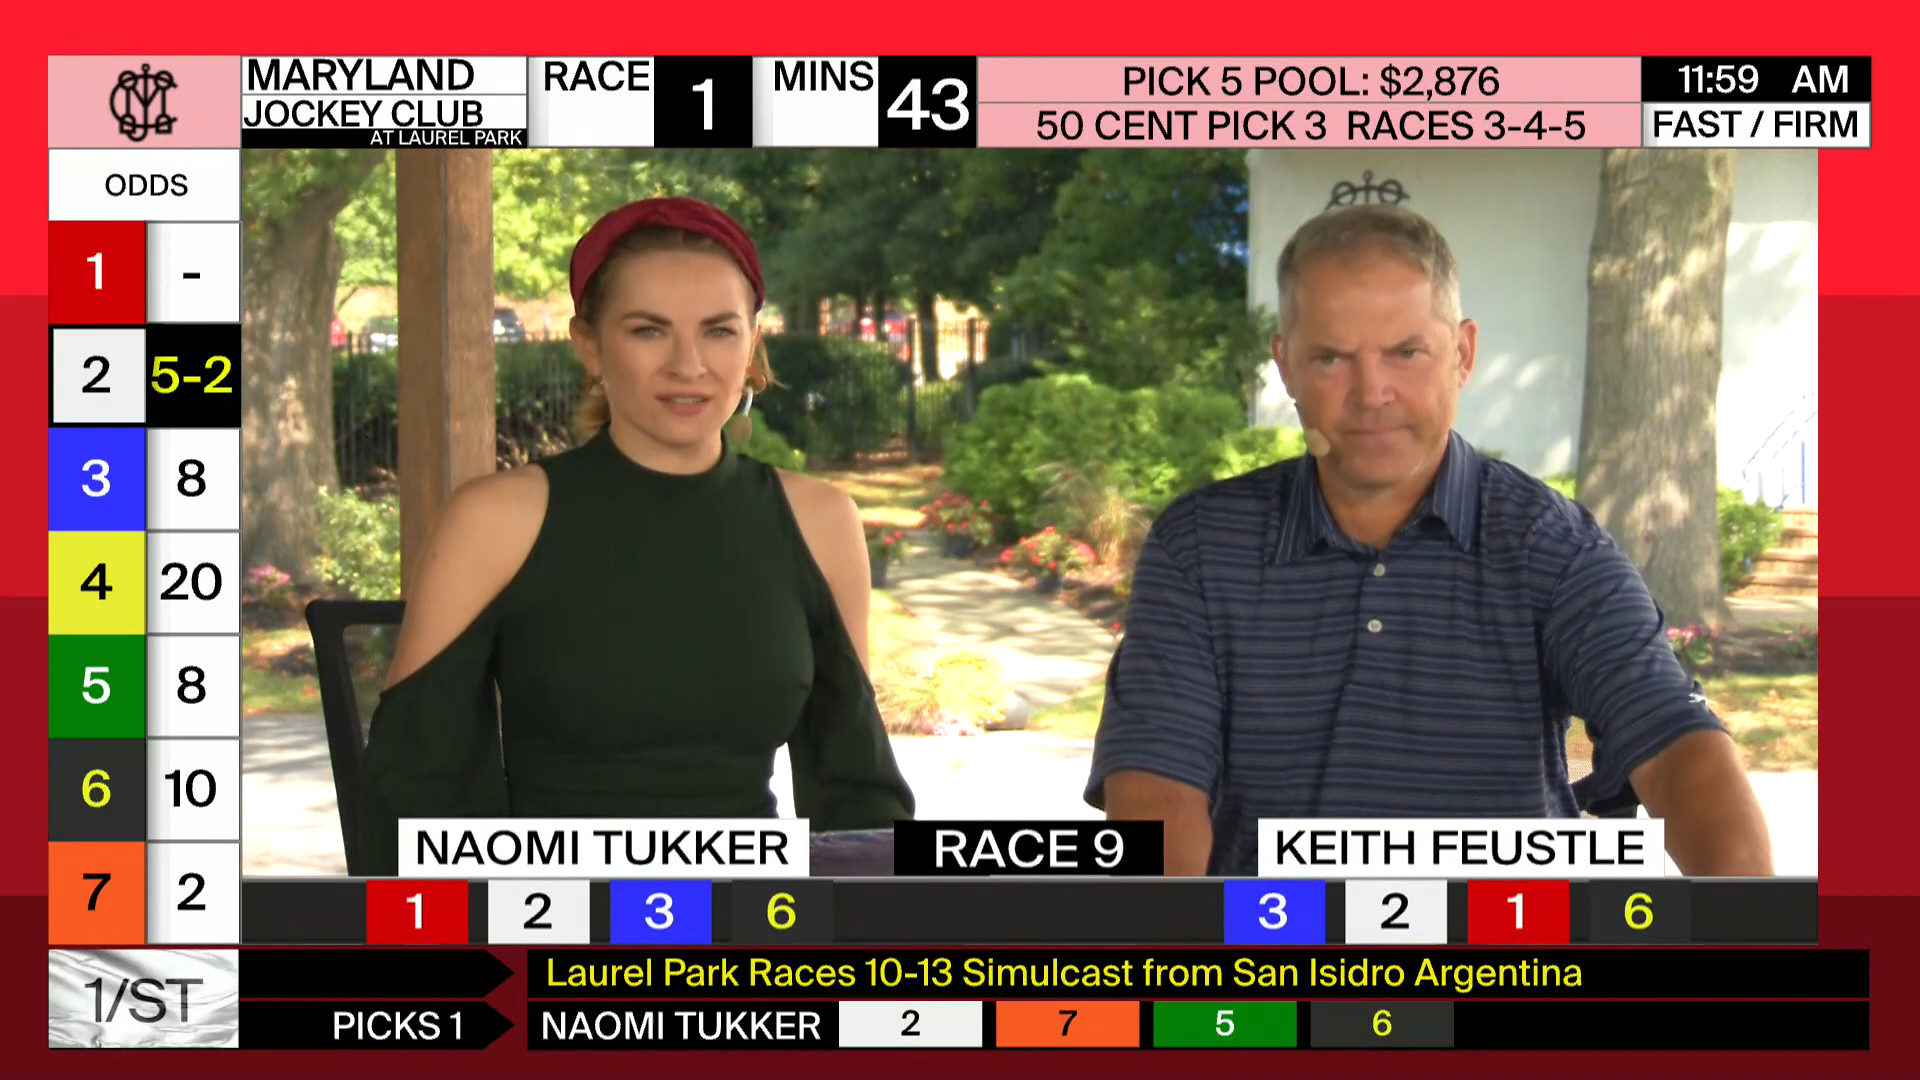 MARYLAND
JOCKEY CLUB
AT LAUREL PARK
RACE 1
MINS 43
PICK 5 POOL: $2,876
50 CENT PICK 3 RACES 3-4-5
11:59 AM
FAST / FIRM
ODDS
1 -
2 5-2
3 8
4 20
5 8
6 10
7 2
NAOMI TUKKER
RACE 9
KEITH FEUSTLE
1 2 3 6
3 2 1 6
1/ST
Laurel Park Races 10-13 Simulcast from San Isidro Argentina
PICKS 1
NAOMI TUKKER 2 7 5 6